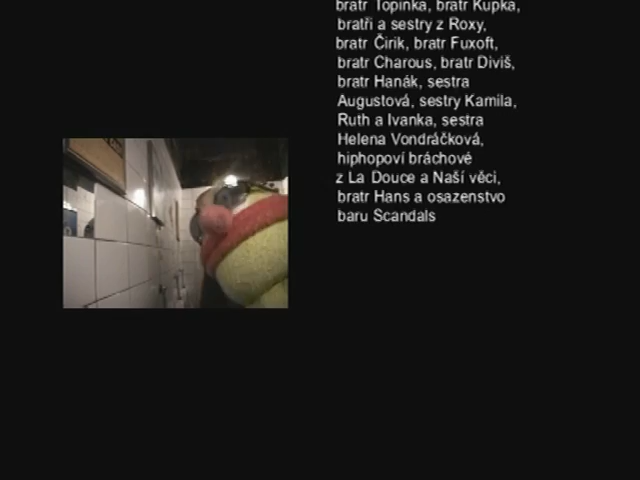 bratr Topinka, bratr Kupka,
bratři a sestry z Roxy,
bratr Čirik, bratr Fuxoft,
bratr Charous, bratr Diviš,
bratr Hanák, sestra
Augustová, sestry Kamila,
Ruth a Ivanka, sestra
Helena Vondráčková,
hiphopoví bráchové
z La Douce a Naší věci,
bratr Hans a osazenstvo
baru Scandals